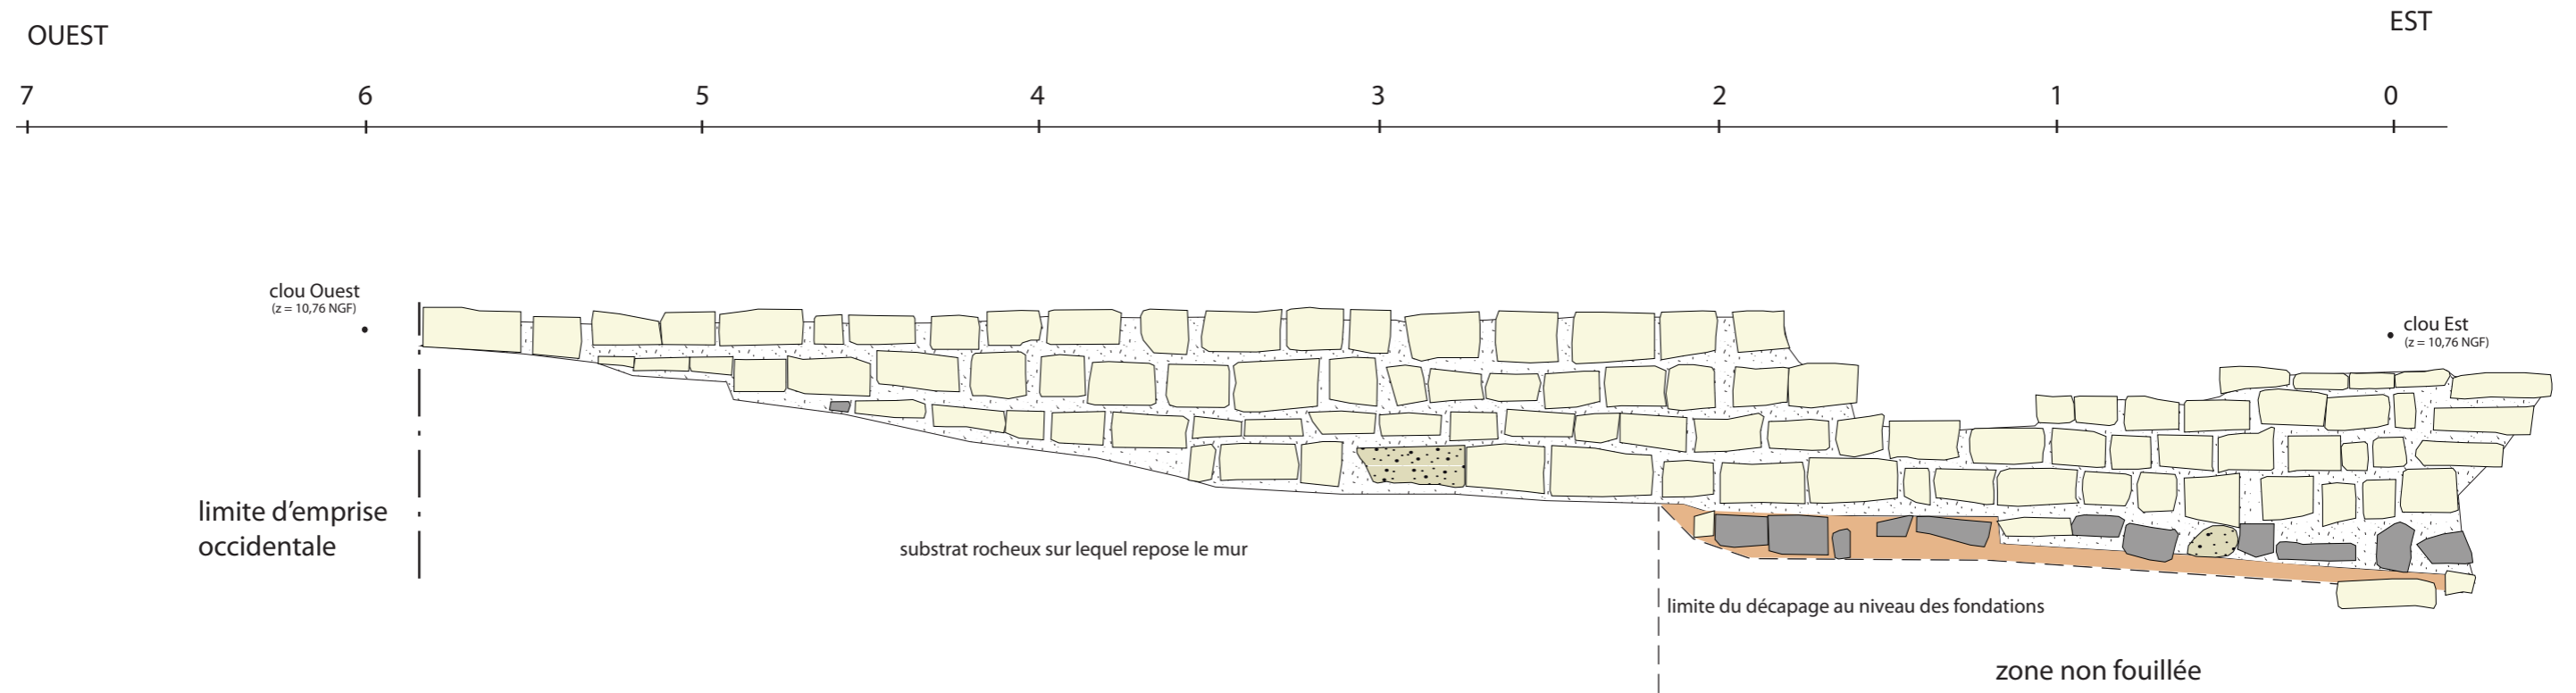 OUEST
EST
7 6 5 4 3 2 1 0
clou Ouest
(z = 10,76 NGF)
clou Est
(z = 10,76 NGF)
limite d’emprise
occidentale
substrat rocheux sur lequel repose le mur
limite du décapage au niveau des fondations
zone non fouillée